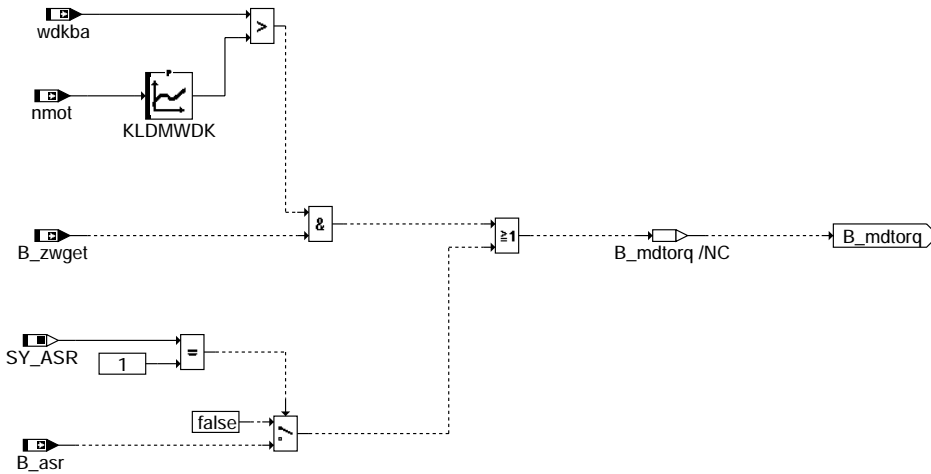 wdkba
>
P
nmot
KLDMWDK
&
B_zwget
≧1
B_mdtorq /NC
B_mdtorq
SY_ASR
1
=
false
B_asr